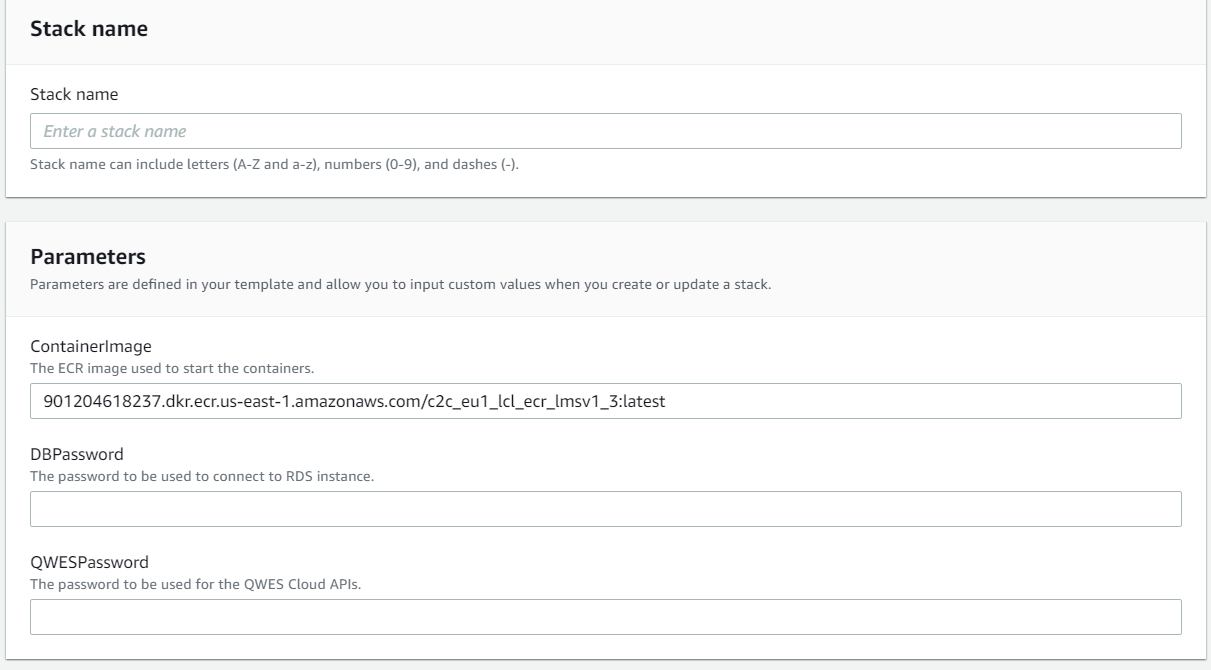 Stack name
Stack name
Enter a stack name
Stack name can include letters (A-Z and a-z), numbers (0-9), and dashes (-).
Parameters
Parameters are defined in your template and allow you to input custom values when you create or update a stack.
ContainerImage
The ECR image used to start the containers.
901204618237.dkr.ecr.us-east-1.amazonaws.com/c2c_eu1_lcl_ecr_lmsv1_3:latest
DBPassword
The password to be used to connect to RDS instance.
QWESPassword
The password to be used for the QWES Cloud APIs.